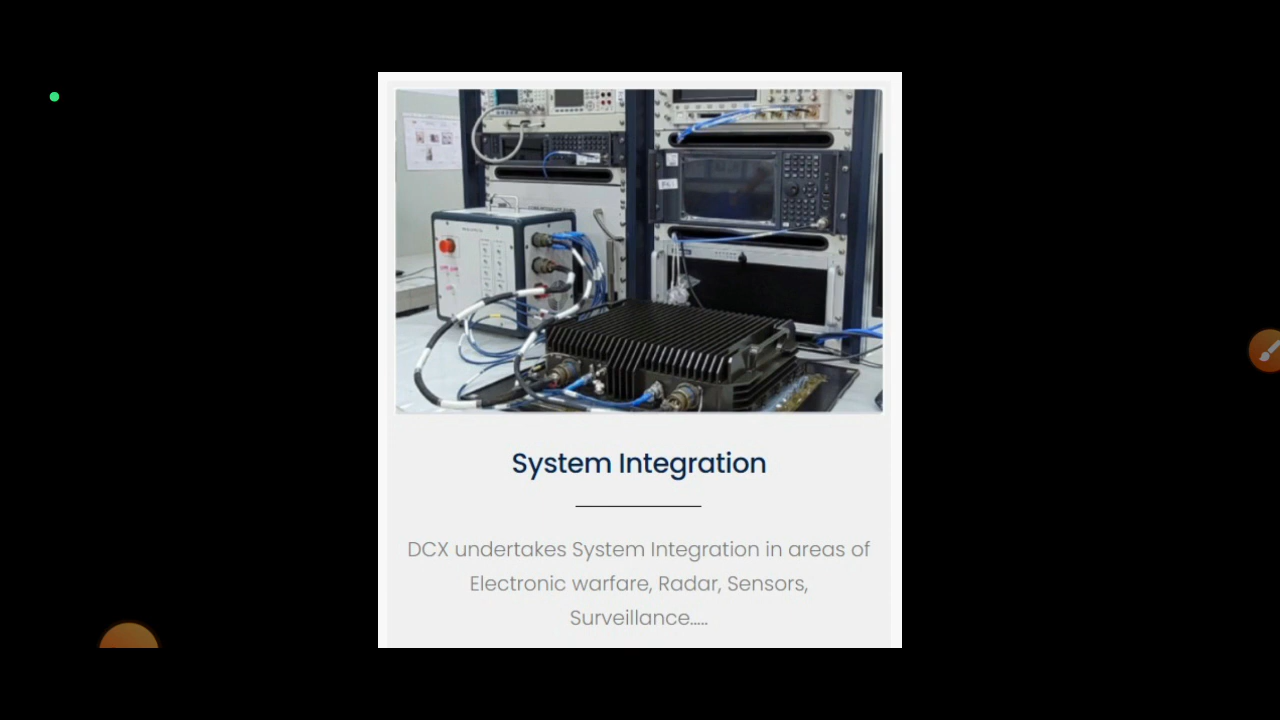 System Integration
DCX undertakes System Integration in areas of
Electronic warfare, Radar, Sensors,
Surveillance.....